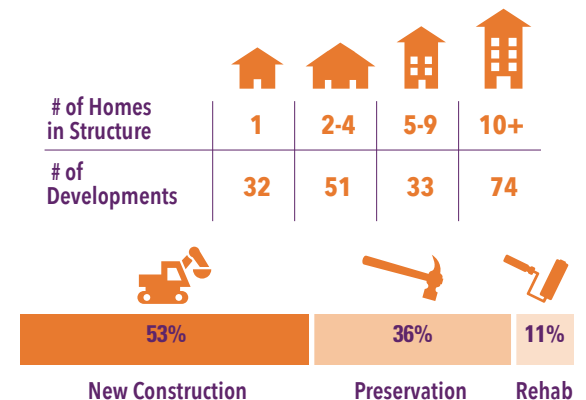 # of Homes
in Structure
1 2-4 5-9 10+
# of
Developments
32 51 33 74
53% 36% 11%
New Construction Preservation Rehab